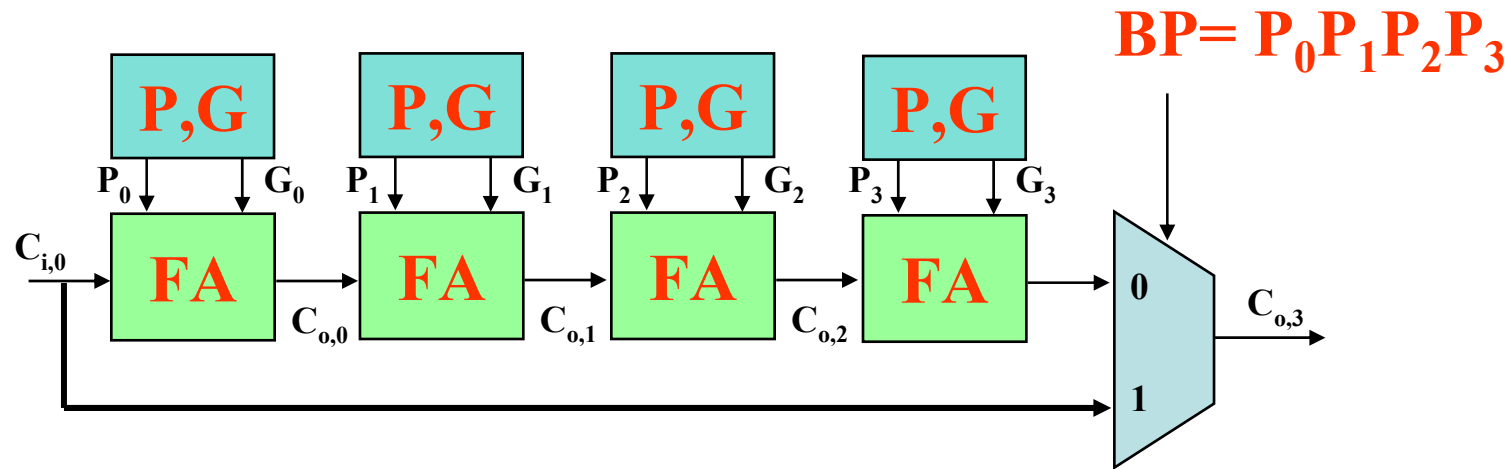 BP= P₀P₁P₂P₃
P,G P,G P,G P,G
P₀ G₀ P₁ G₁ P₂ G₂ P₃ G₃
Cᵢ,₀
FA FA FA FA 0
Cₒ,₀ Cₒ,₁ Cₒ,₂ Cₒ,₃
1